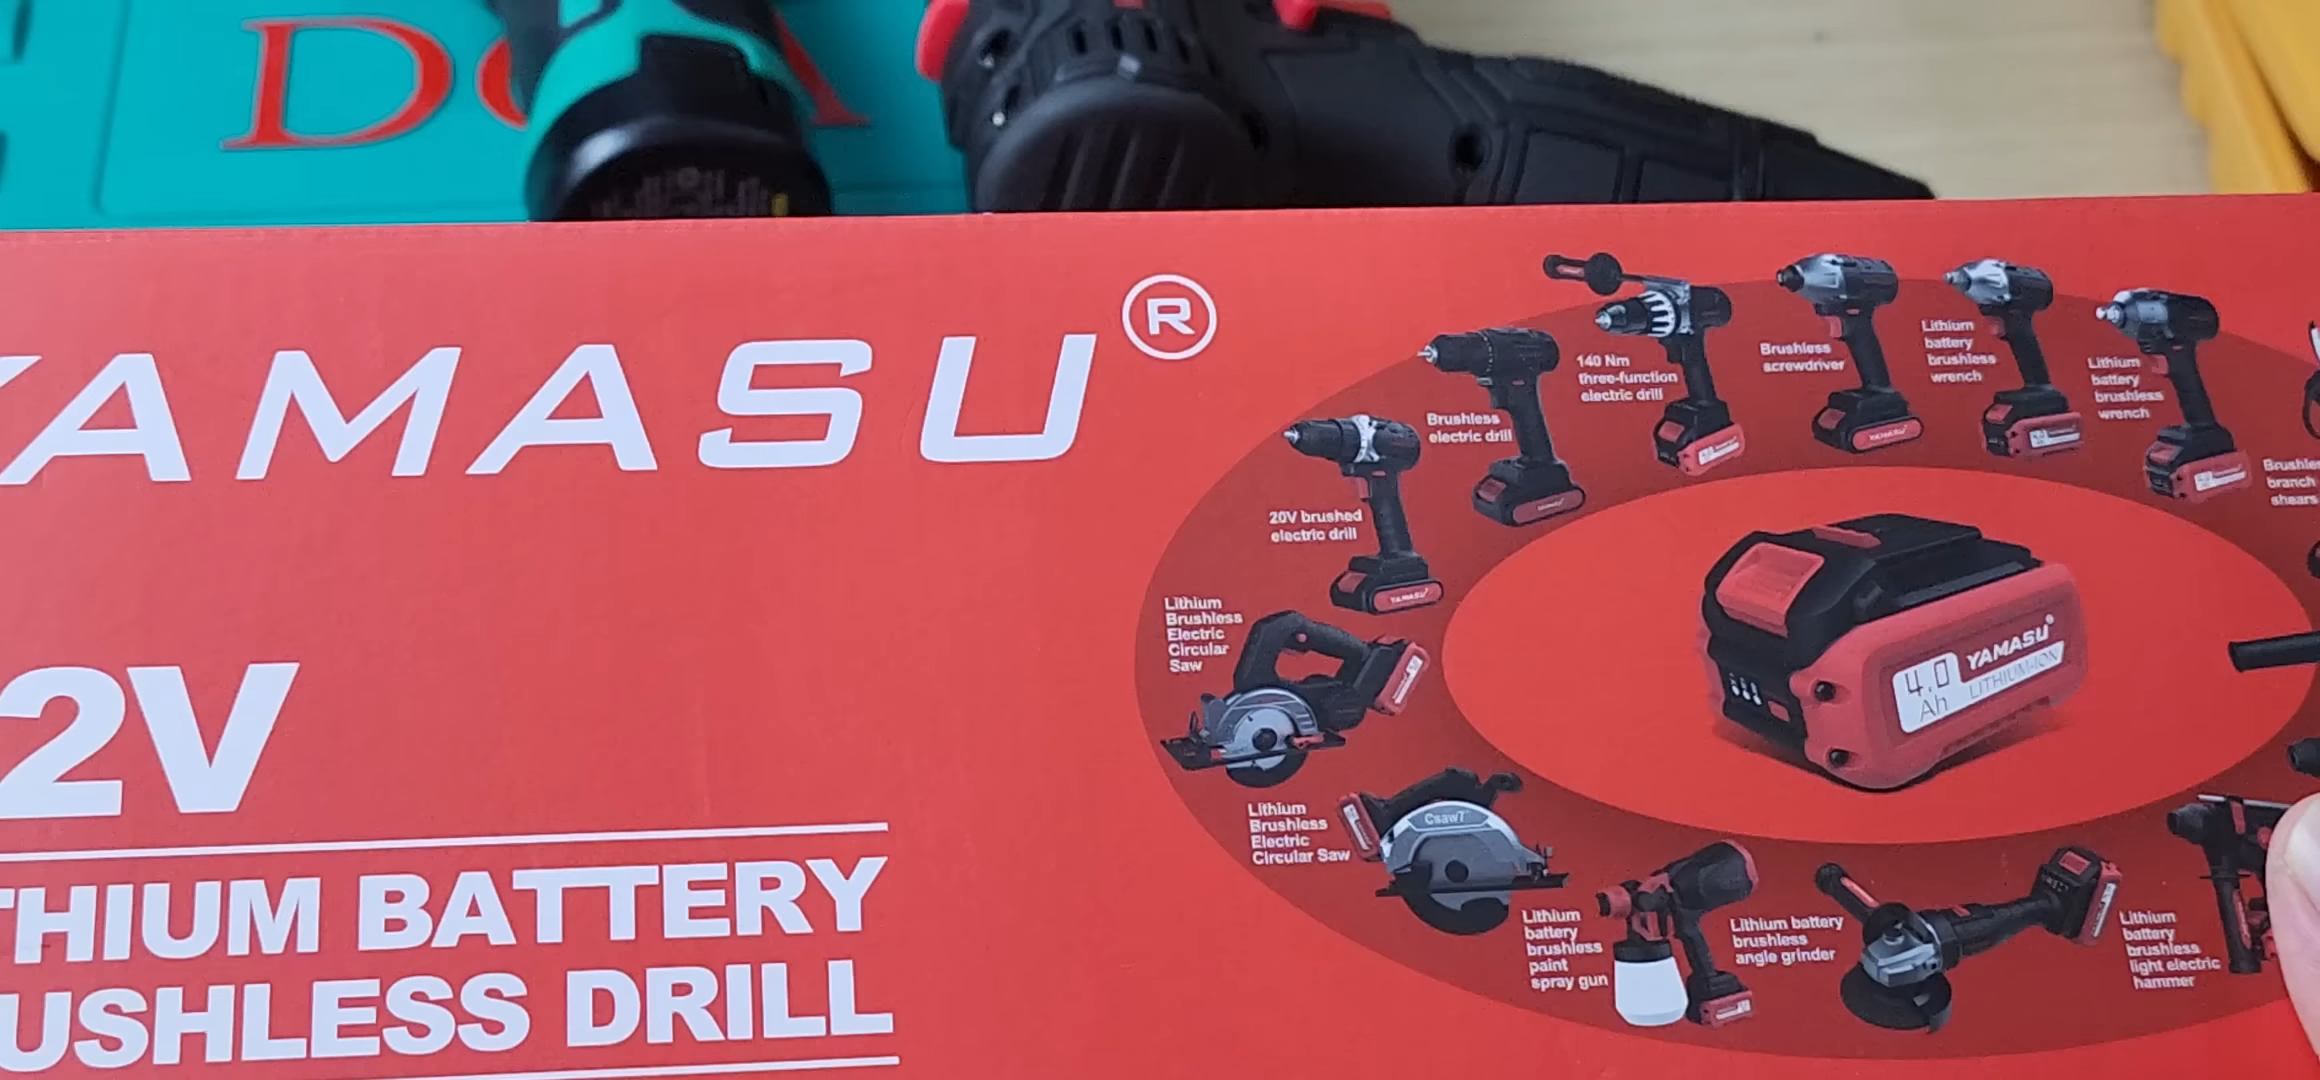 YAMASU®
2V
THIUM BATTERY
USHLESS DRILL
20V brushed
electric drill
Brushless
electric drill
140 Nm
three-function
electric drill
Brushless
screwdriver
Lithium
battery
brushless
wrench
Lithium
battery
brushless
wrench
branch
shears
Lithium
Brushless
Electric
Circular
Saw
Lithium
Brushless
Electric
Circular Saw
Csaw7
Lithium
battery
brushless
paint
spray gun
Lithium battery
brushless
angle grinder
Lithium
battery
brushless
light electric
hammer
4.0
Ah
YAMASU
LITHIUM-ION
YAMASU
YAMASU